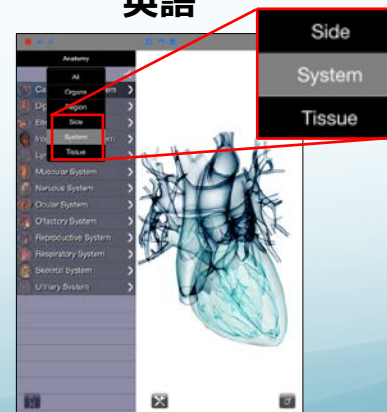 英語
Side
System
Tissue
Anatomy
All
Organs
Region
Side
System
Tissue
Muscular System
Nervous System
Ocular System
Olfactory System
Reproductive System
Respiratory System
Skeletal System
Urinary System